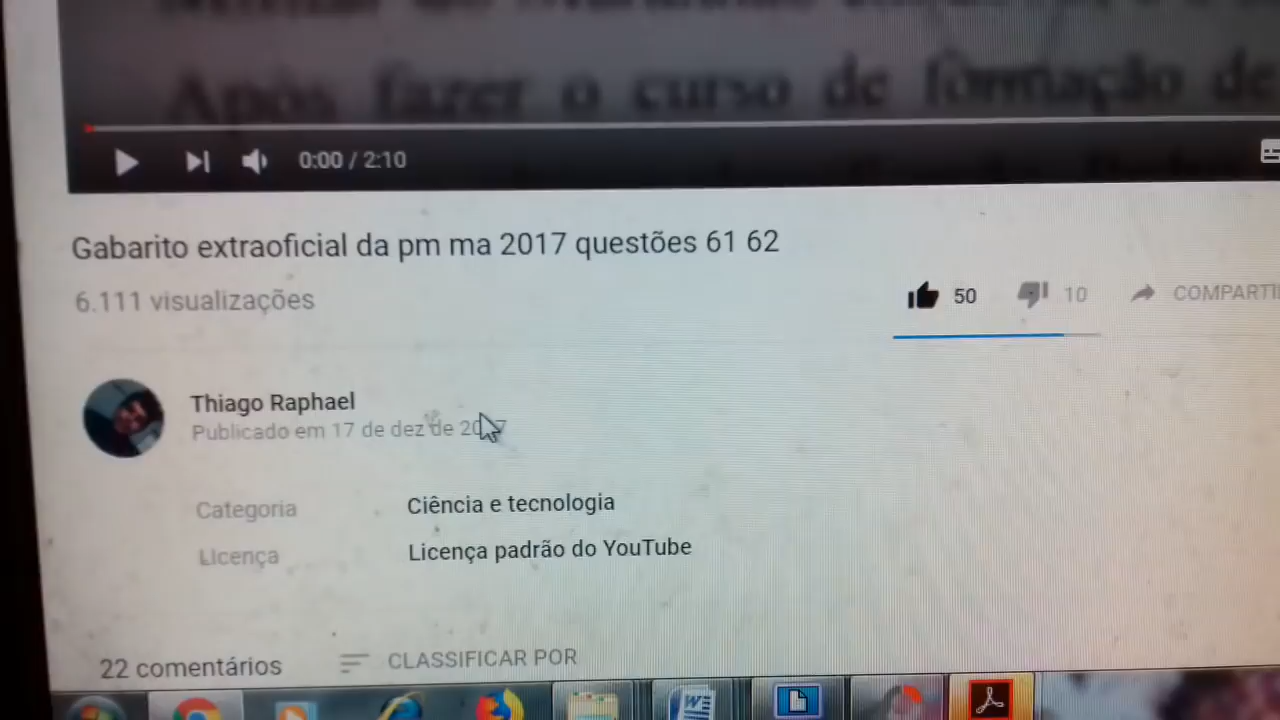 Após fazer o curso de formação de
0:00 / 2:10
Gabarito extraoficial da pm ma 2017 questões 61 62
6.111 visualizações
50 10 COMPARTI
Thiago Raphael
Publicado em 17 de dez de 2017
Categoria Ciência e tecnologia
Licença Licença padrão do YouTube
22 comentários CLASSIFICAR POR